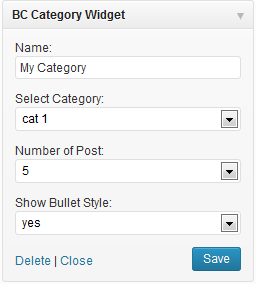 BC Category Widget
Name:
My Category
Select Category:
cat 1
Number of Post:
5
Show Bullet Style:
yes
Delete | Close
Save